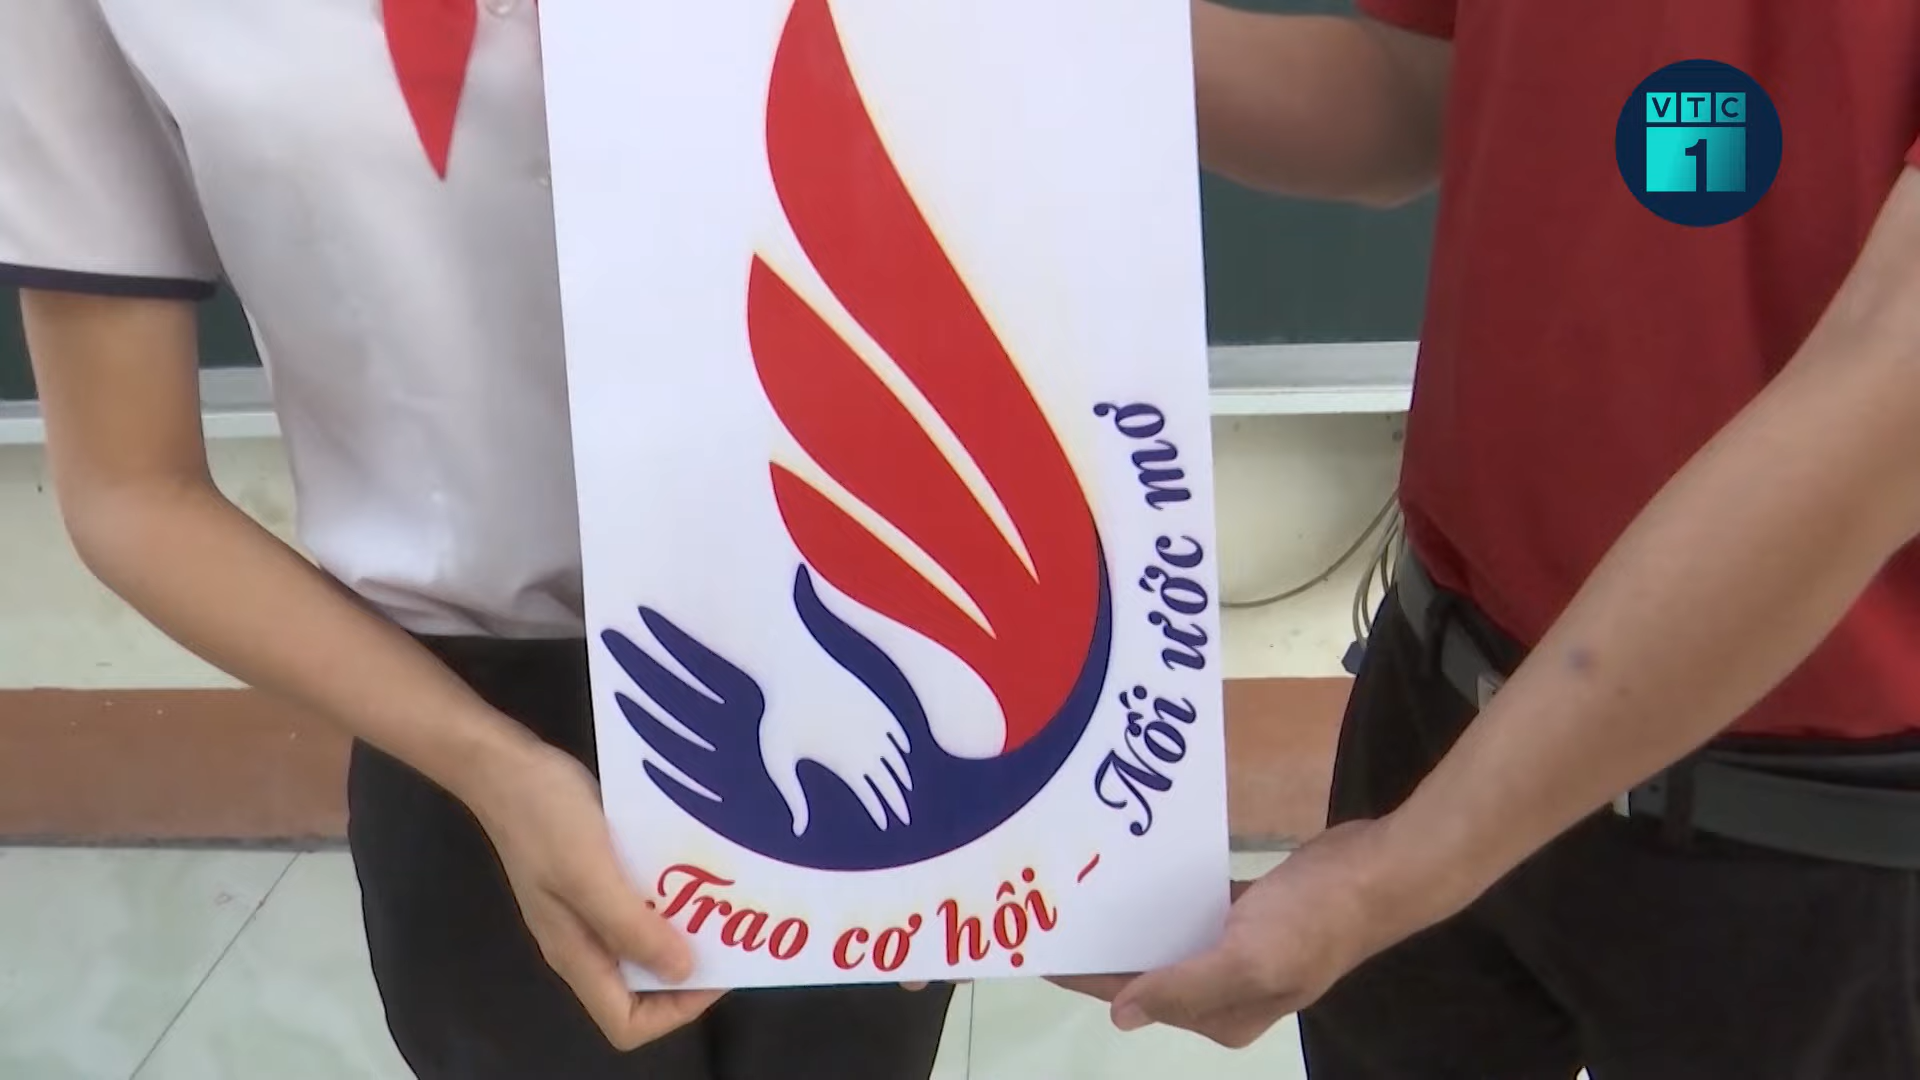 VTC
1
Trao cơ hội - Nối ước mơ